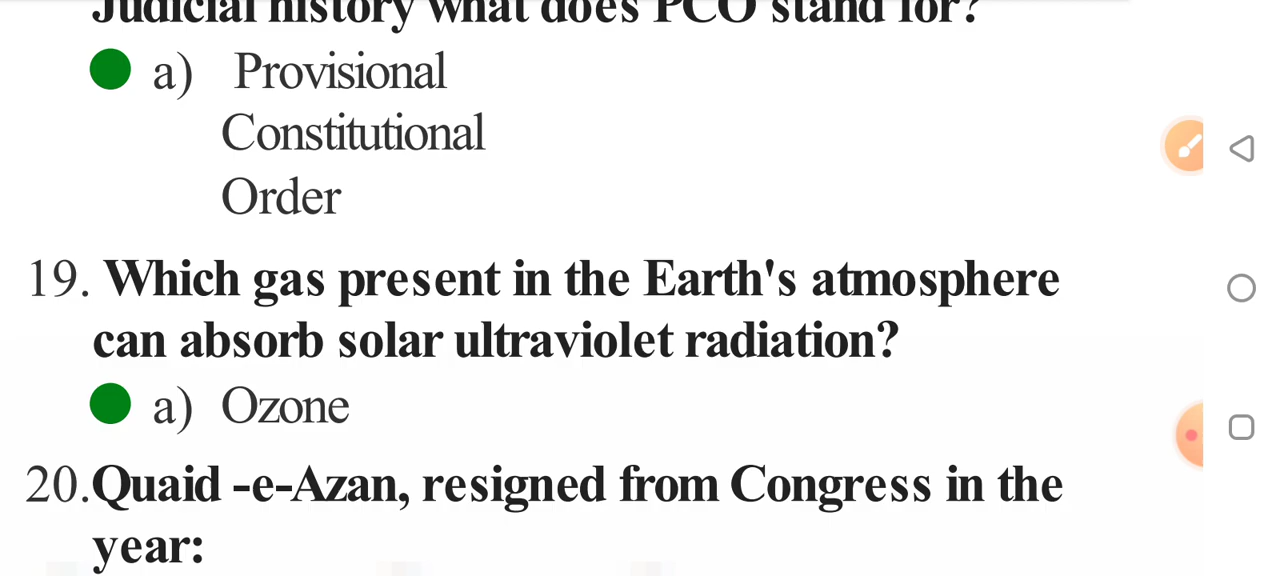 Judicial history what does PCO stand for?
a) Provisional
Constitutional
Order
19. Which gas present in the Earth's atmosphere
can absorb solar ultraviolet radiation?
a) Ozone
20.Quaid -e-Azan, resigned from Congress in the
year: